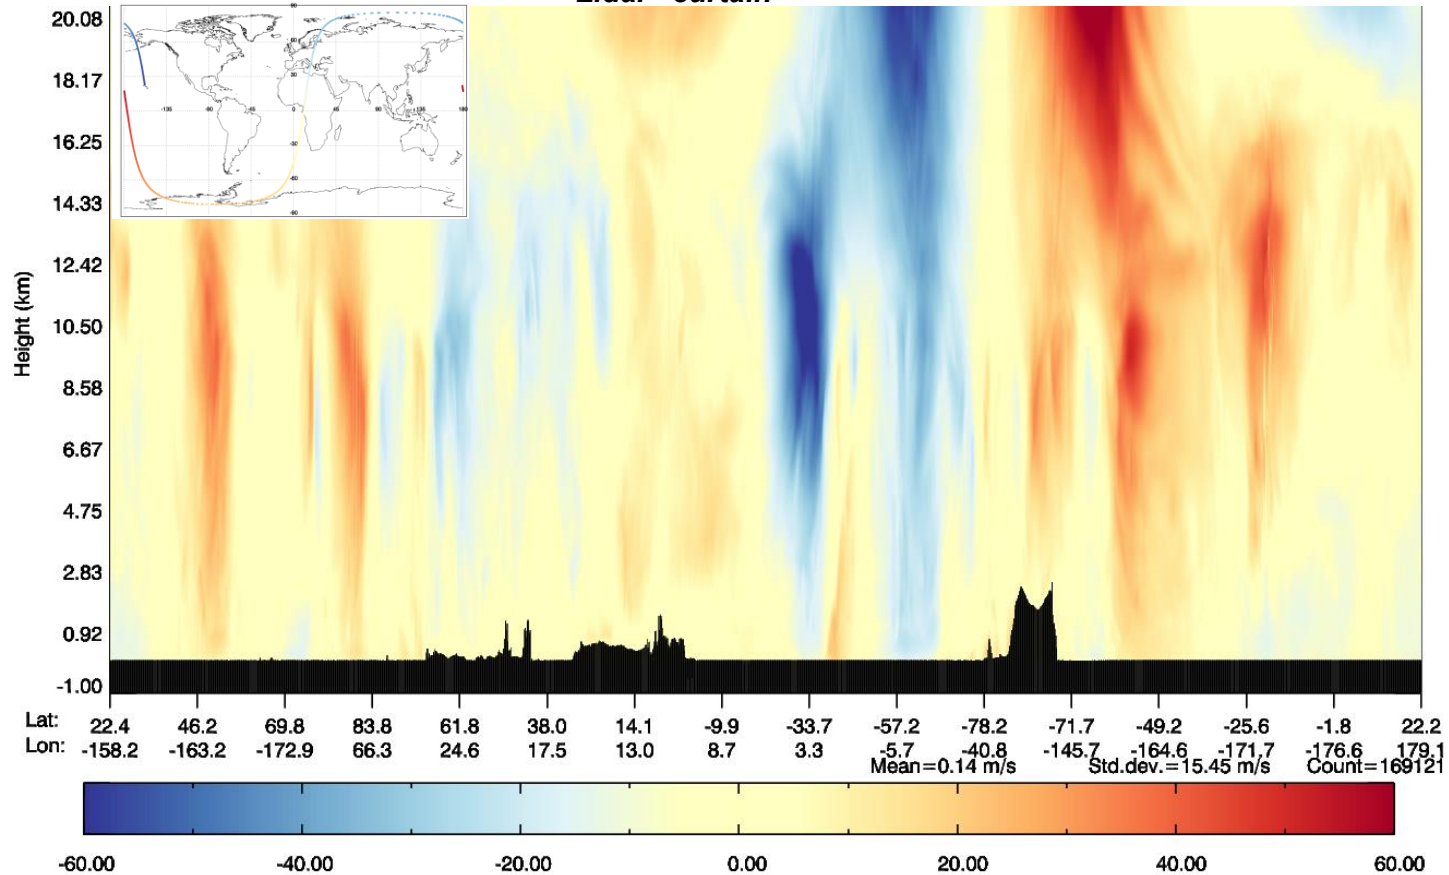 Lidar curtain
20.08
18.17
16.25
14.33
12.42
10.50
8.58
6.67
4.75
2.83
0.92
-1.00
Height (km)
Lat: 22.4 46.2 69.8 83.8 61.8 38.0 14.1 -9.9 -33.7 -57.2 -78.2 -71.7 -49.2 -25.6 -1.8 22.2
Lon: -158.2 -163.2 -172.9 66.3 24.6 17.5 13.0 8.7 3.3 -5.7 -40.8 -145.7 -164.6 -171.7 -176.6 179.1
Mean=0.14 m/s Std.dev.=15.45 m/s Count=169121
-60.00 -40.00 -20.00 0.00 20.00 40.00 60.00